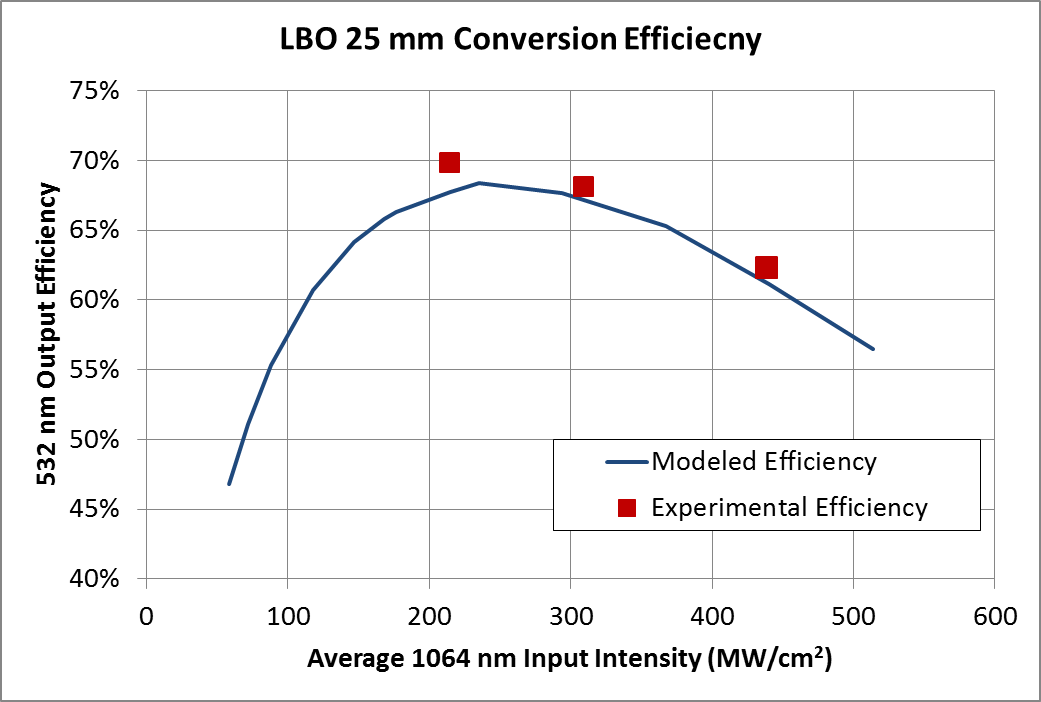 LBO 25 mm Conversion Efficiecny
75%
70%
65%
60%
55%
50%
45%
40%
532 nm Output Efficiency
Modeled Efficiency
Experimental Efficiency
0 100 200 300 400 500 600
Average 1064 nm Input Intensity (MW/cm²)